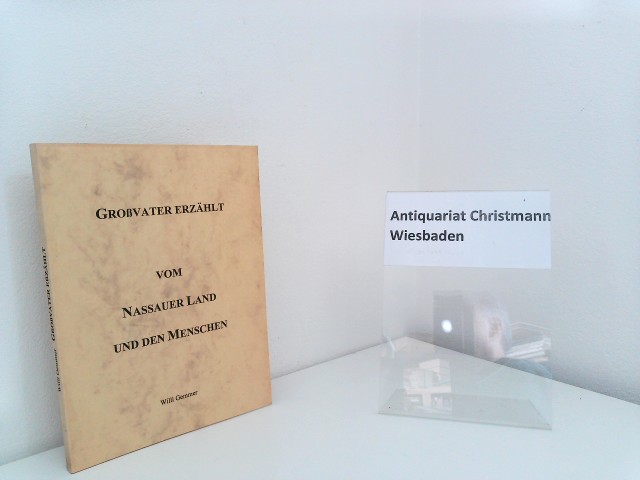 GROßVATER ERZÄHLT
VOM
NASSAUER LAND
UND DEN MENSCHEN
Willi Gemmer
Willi Gemmer GROßVATER ERZÄHLT
Antiquariat Christmann
Wiesbaden